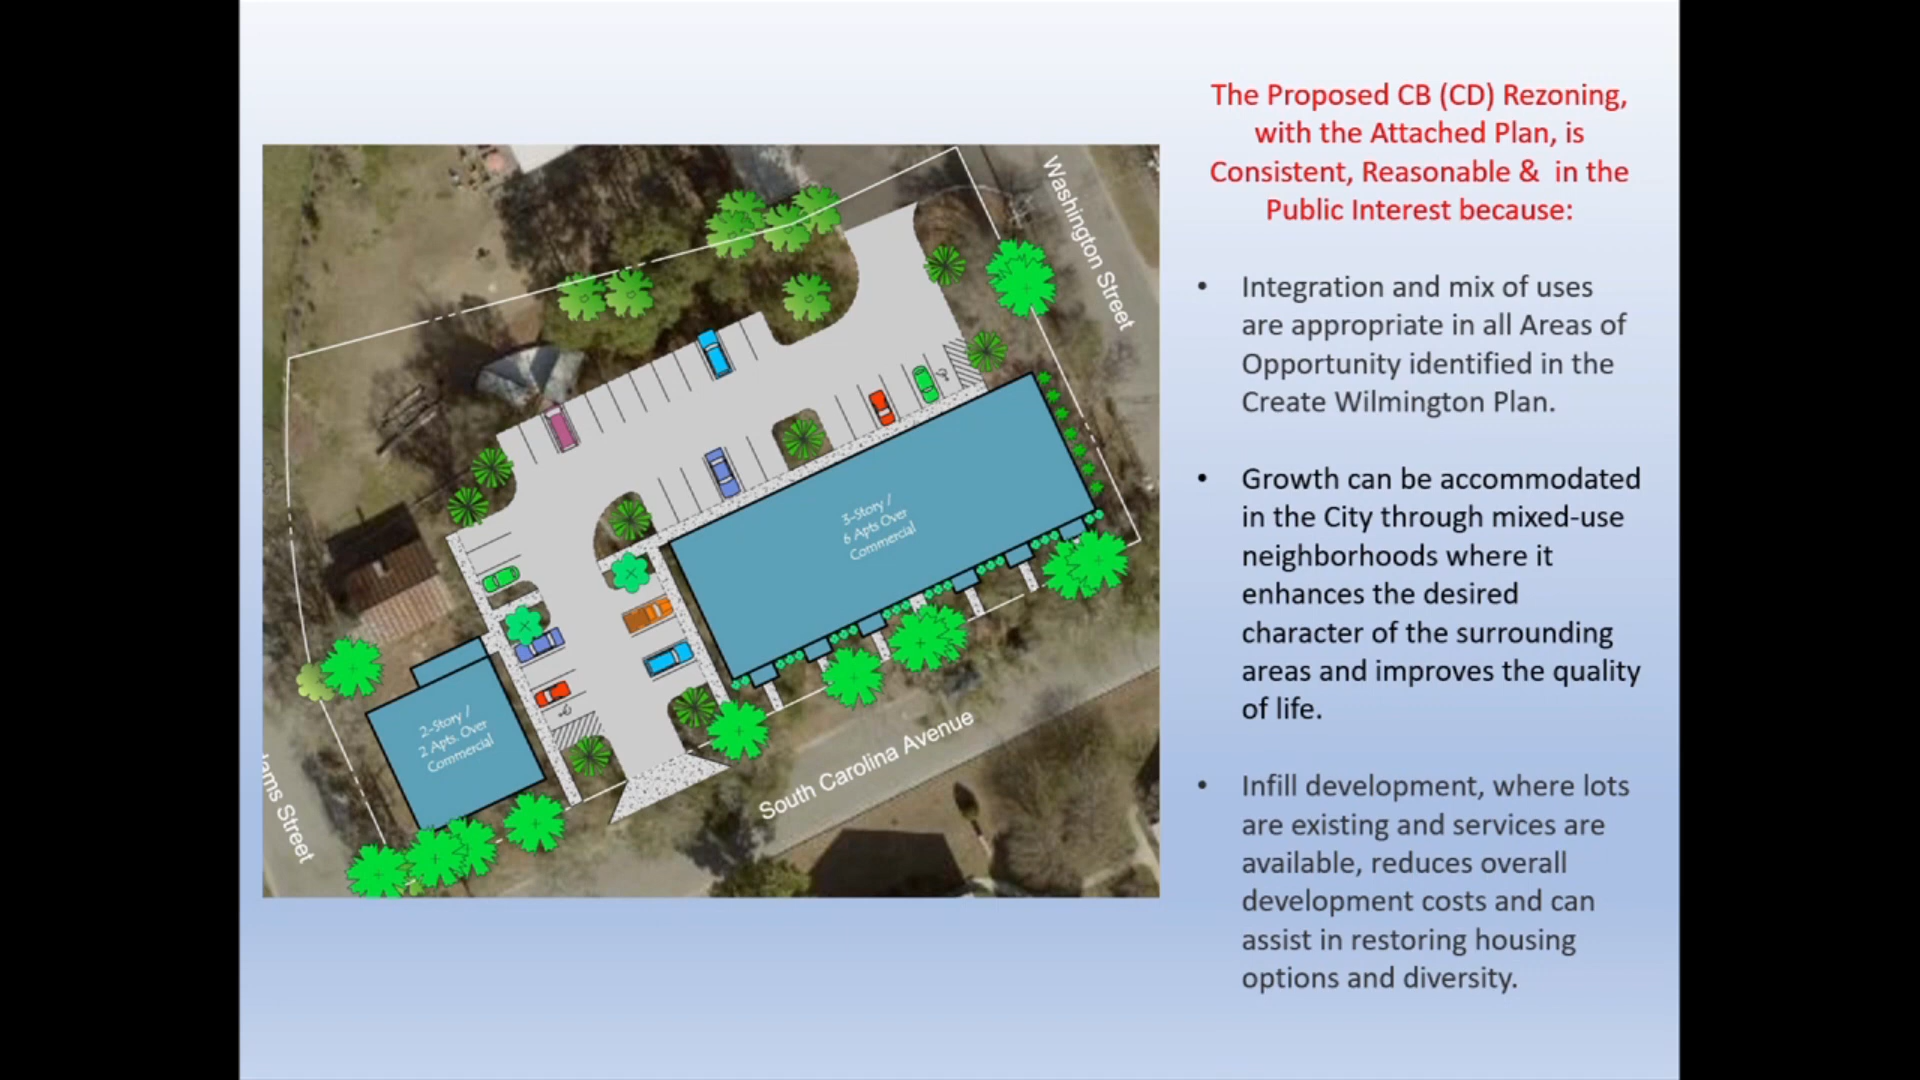 The Proposed CB (CD) Rezoning,
with the Attached Plan, is
Consistent, Reasonable & in the
Public Interest because:
• Integration and mix of uses
are appropriate in all Areas of
Opportunity identified in the
Create Wilmington Plan.
• Growth can be accommodated
in the City through mixed-use
neighborhoods where it
enhances the desired
character of the surrounding
areas and improves the quality
of life.
• Infill development, where lots
are existing and services are
available, reduces overall
development costs and can
assist in restoring housing
options and diversity.
Washington Street
3-Story /
6 Apts Over
Commercial
2-Story /
2 Apts. Over
Commercial
South Carolina Avenue
ams Street